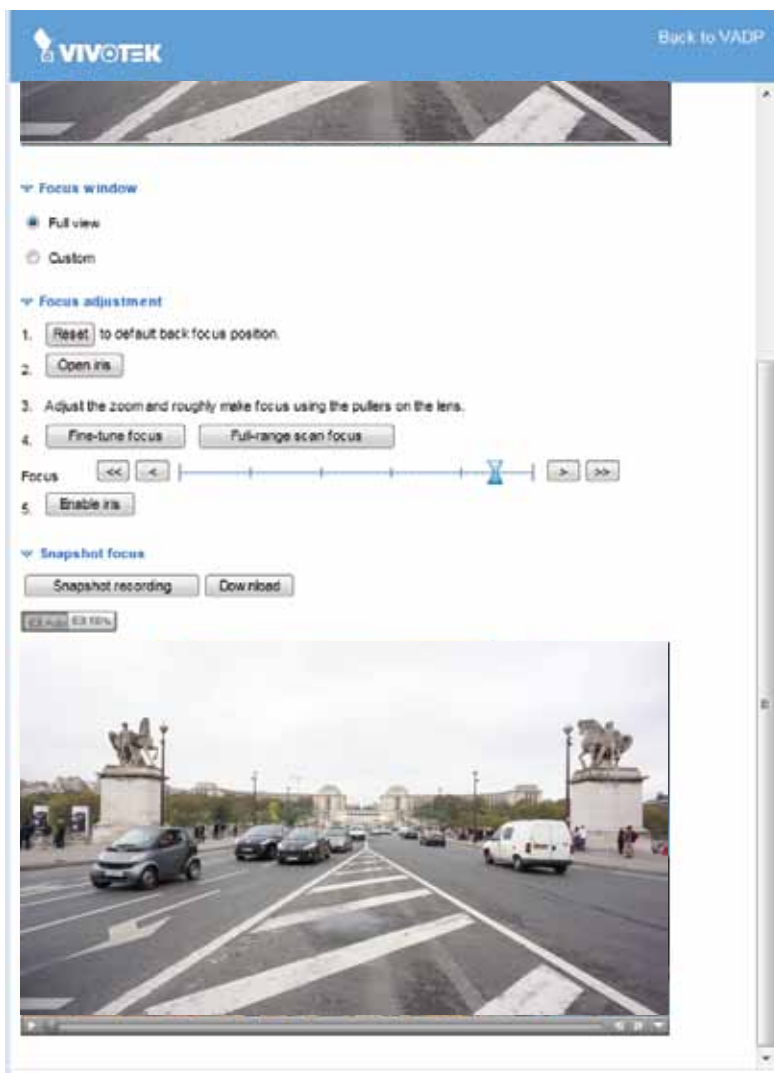 VIVOTEK
Back to VADP
Focus window
Full view
Custom
Focus adjustment
1. Reset to default back focus position.
2. Open iris
3. Adjust the zoom and roughly make focus using the pullers on the lens.
4. Fine-tune focus Full-range scan focus
Focus << < > >>
5. Enable iris
Snapshot focus
Snapshot recording Download